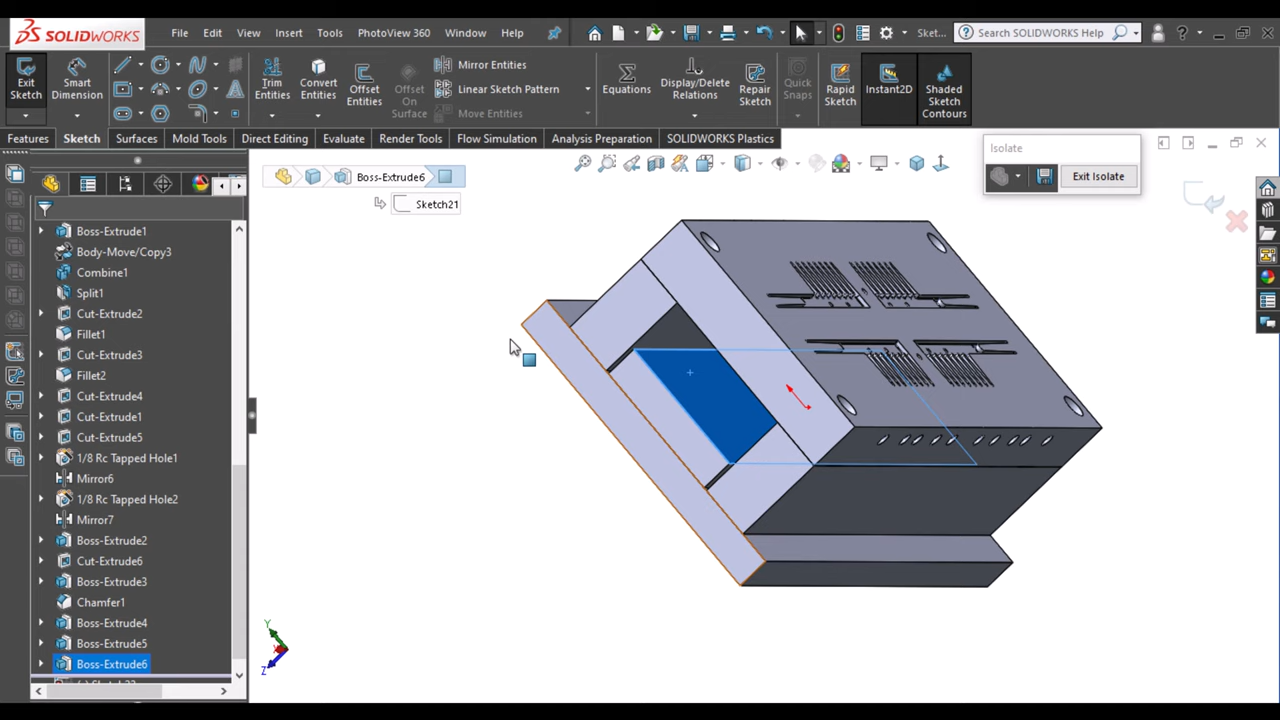 SOLIDWORKS
File Edit View Insert Tools PhotoView 360 Window Help
Sket...
Search SOLIDWORKS Help
Exit Sketch
Smart Dimension
Trim Entities
Convert Entities
Offset Entities
Offset On Surface
Mirror Entities
Linear Sketch Pattern
Move Entities
Equations
Display/Delete Relations
Repair Sketch
Quick Snaps
Rapid Sketch
Instant2D
Shaded Sketch Contours
Features Sketch Surfaces Mold Tools Direct Editing Evaluate Render Tools Flow Simulation Analysis Preparation SOLIDWORKS Plastics
Isolate
Exit Isolate
Boss-Extrude6
Sketch21
Boss-Extrude1
Body-Move/Copy3
Combine1
Split1
Cut-Extrude2
Fillet1
Cut-Extrude3
Fillet2
Cut-Extrude4
Cut-Extrude1
Cut-Extrude5
1/8 Rc Tapped Hole1
Mirror6
1/8 Rc Tapped Hole2
Mirror7
Boss-Extrude2
Cut-Extrude6
Boss-Extrude3
Chamfer1
Boss-Extrude4
Boss-Extrude5
Boss-Extrude6
Y
X
Z